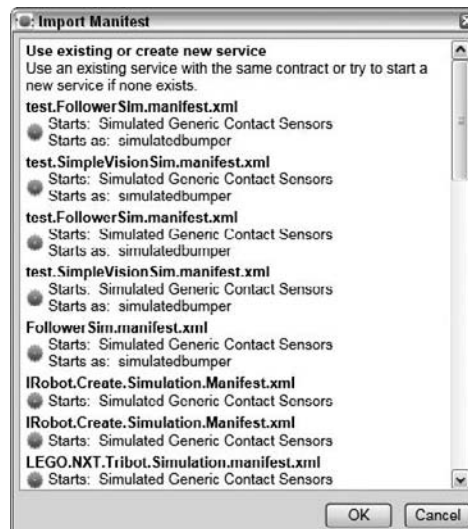 Import Manifest
Use existing or create new service
Use an existing service with the same contract or try to start a
new service if none exists.
test.FollowerSim.manifest.xml
Starts: Simulated Generic Contact Sensors
Starts as: simulatedbumper
test.SimpleVisionSim.manifest.xml
Starts: Simulated Generic Contact Sensors
Starts as: simulatedbumper
test.FollowerSim.manifest.xml
Starts: Simulated Generic Contact Sensors
Starts as: simulatedbumper
test.SimpleVisionSim.manifest.xml
Starts: Simulated Generic Contact Sensors
Starts as: simulatedbumper
FollowerSim.manifest.xml
Starts: Simulated Generic Contact Sensors
Starts as: simulatedbumper
IRobot.Create.Simulation.Manifest.xml
Starts: Simulated Generic Contact Sensors
IRobot.Create.Simulation.Manifest.xml
Starts: Simulated Generic Contact Sensors
LEGO.NXT.Tribot.Simulation.manifest.xml
Starts: Simulated Generic Contact Sensors
OK Cancel